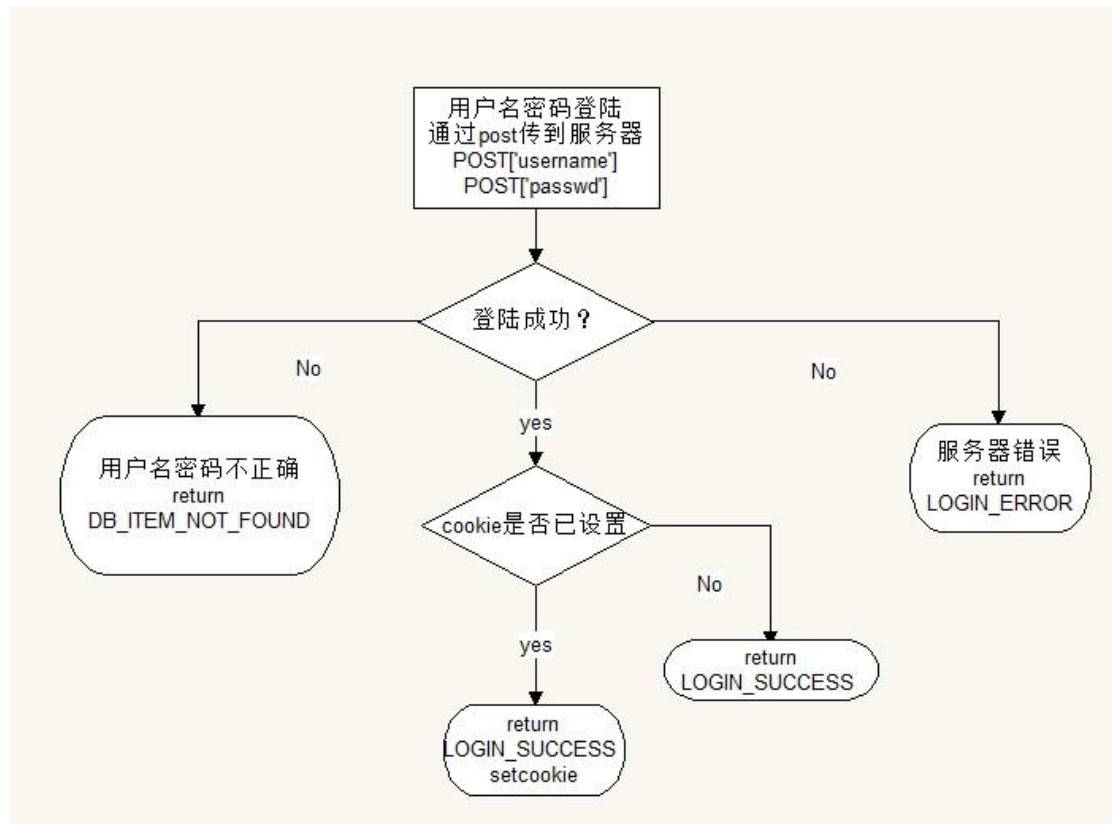 用户名密码登陆
通过post传到服务器
POST['username']
POST['passwd']
登陆成功？
No
No
yes
用户名密码不正确
return
DB_ITEM_NOT_FOUND
服务器错误
return
LOGIN_ERROR
cookie是否已设置
No
yes
return
LOGIN_SUCCESS
return
LOGIN_SUCCESS
setcookie